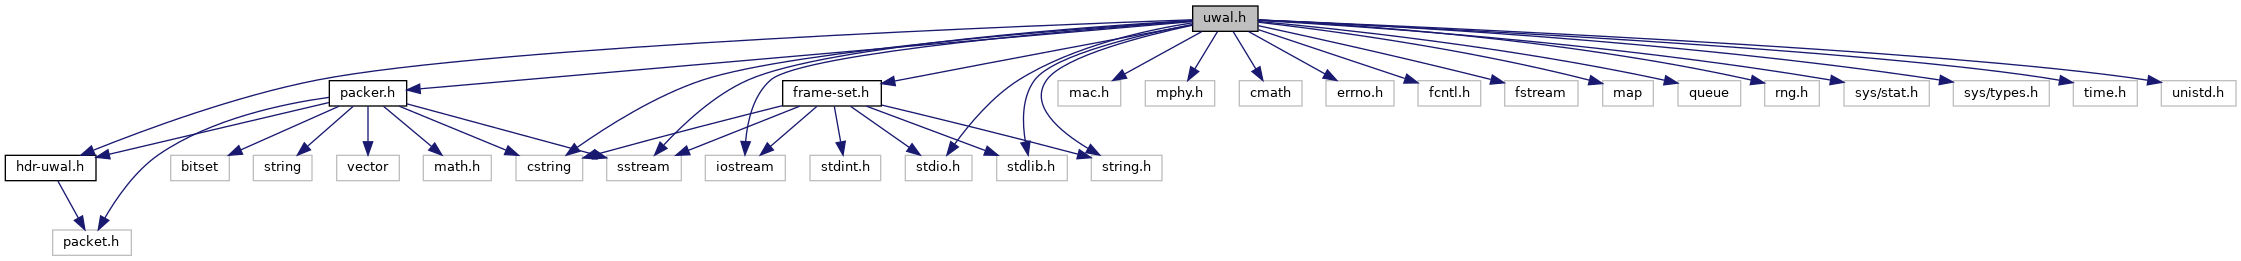 uwal.h
packer.h
frame-set.h
mac.h
mphy.h
cmath
errno.h
fcntl.h
fstream
map
queue
rng.h
sys/stat.h
sys/types.h
time.h
unistd.h
hdr-uwal.h
bitset
string
vector
math.h
cstring
sstream
iostream
stdint.h
stdio.h
stdlib.h
string.h
packet.h